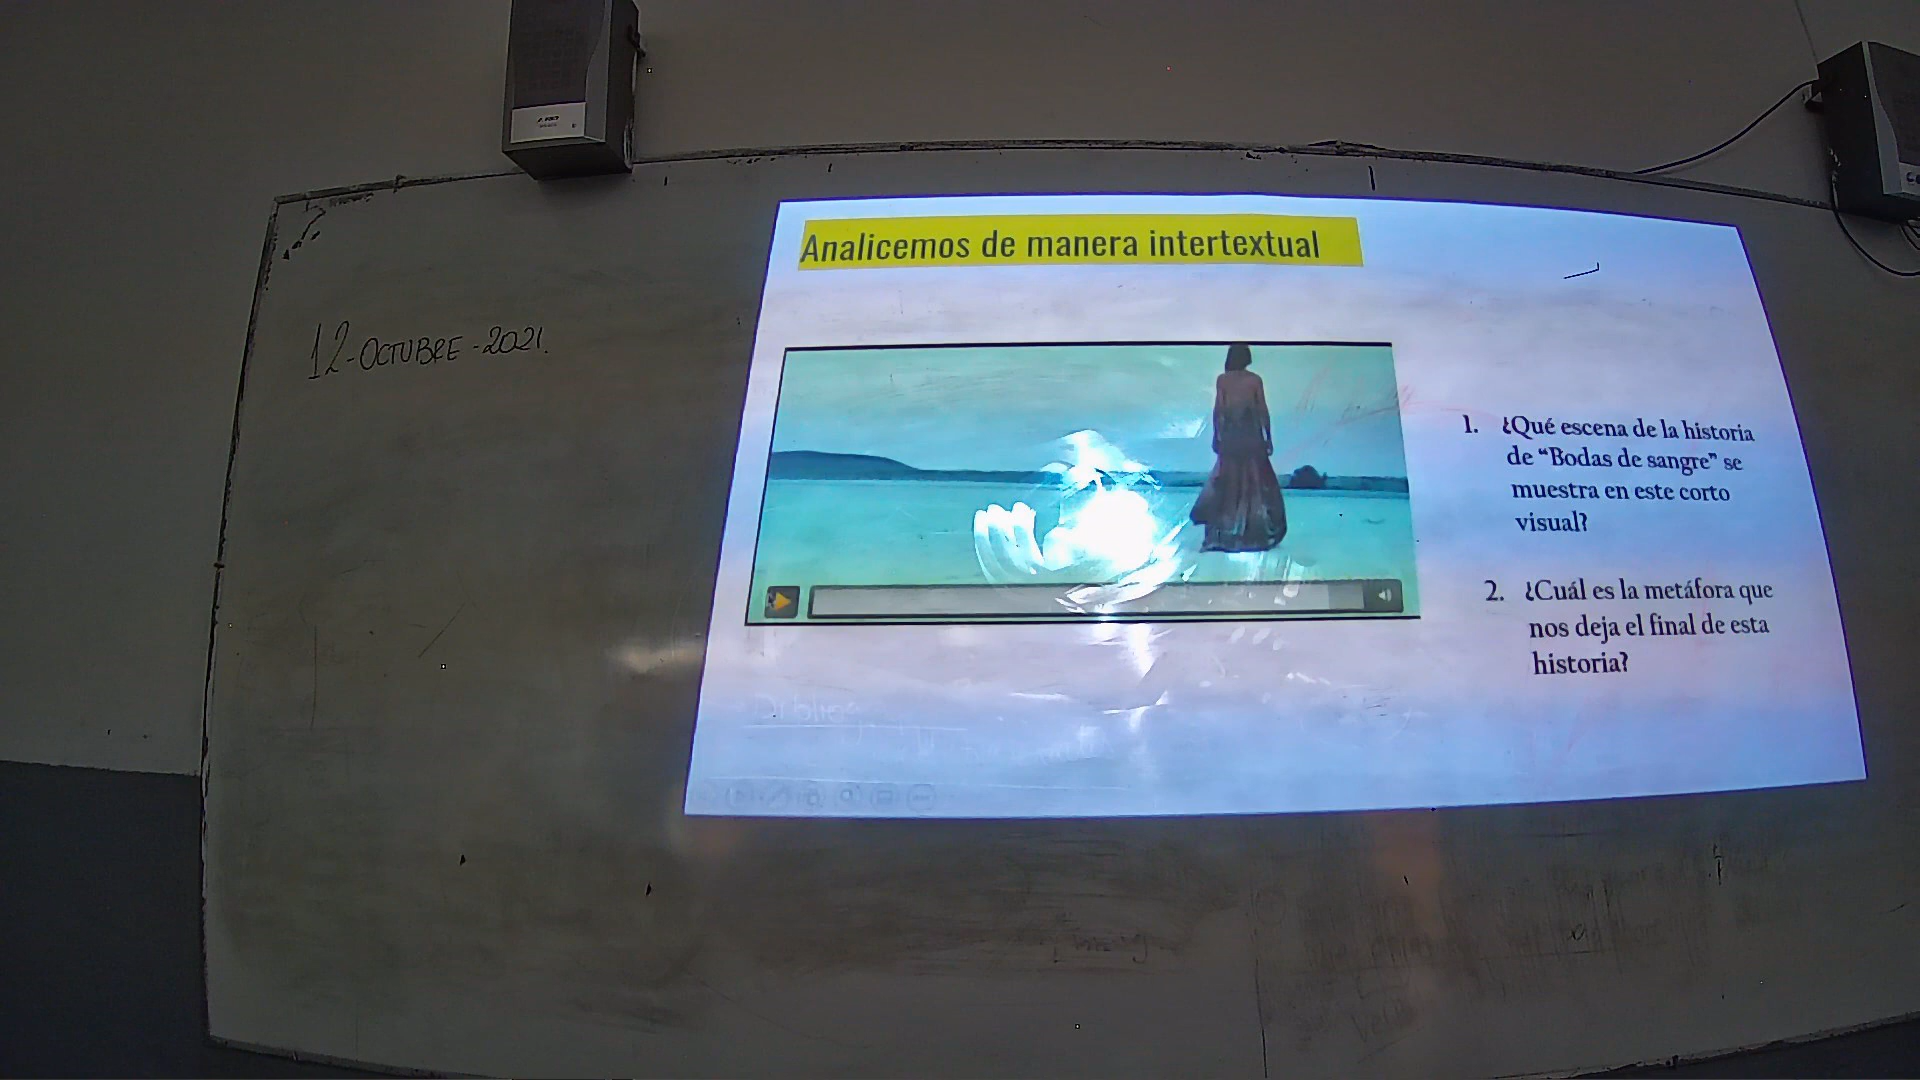 12-OCTUBRE-2021.
Analicemos de manera intertextual
1. ¿Qué escena de la historia
de “Bodas de sangre” se
muestra en este corto
visual?
2. ¿Cuál es la metáfora que
nos deja el final de esta
historia?